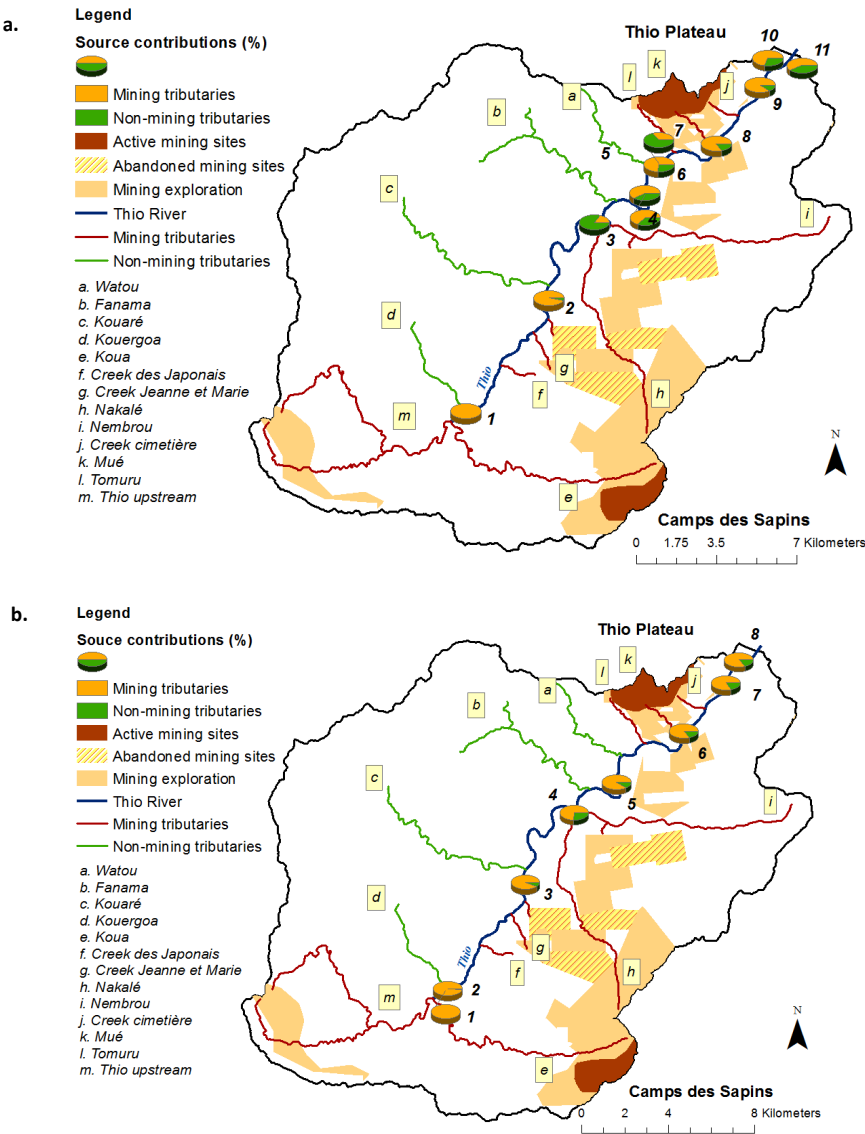 a.
Legend
Source contributions (%)
Mining tributaries
Non-mining tributaries
Active mining sites
Abandoned mining sites
Mining exploration
Thio River
Mining tributaries
Non-mining tributaries
a. Watou
b. Fanama
c. Kouaré
d. Kouergoa
e. Koua
f. Creek des Japonais
g. Creek Jeanne et Marie
h. Nakalé
i. Nembrou
j. Creek cimetière
k. Mué
l. Tomuru
m. Thio upstream
Thio Plateau
10
11
k
l
j
a
b
9
7
8
5
6
c
i
4
3
2
d
Thio
g
f
h
m
1
e
N
Camps des Sapins
0 1.75 3.5 7 Kilometers
b.
Legend
Souce contributions (%)
Mining tributaries
Non-mining tributaries
Active mining sites
Abandoned mining sites
Mining exploration
Thio River
Mining tributaries
Non-mining tributaries
a. Watou
b. Fanama
c. Kouaré
d. Kouergoa
e. Koua
f. Creek des Japonais
g. Creek Jeanne et Marie
h. Nakalé
i. Nembrou
j. Creek cimetière
k. Mué
l. Tomuru
m. Thio upstream
Thio Plateau
8
k
l
j
a
7
b
6
c
4
5
i
3
d
Thio
g
f
h
2
m
1
e
N
Camps des Sapins
0 2 4 8 Kilometers